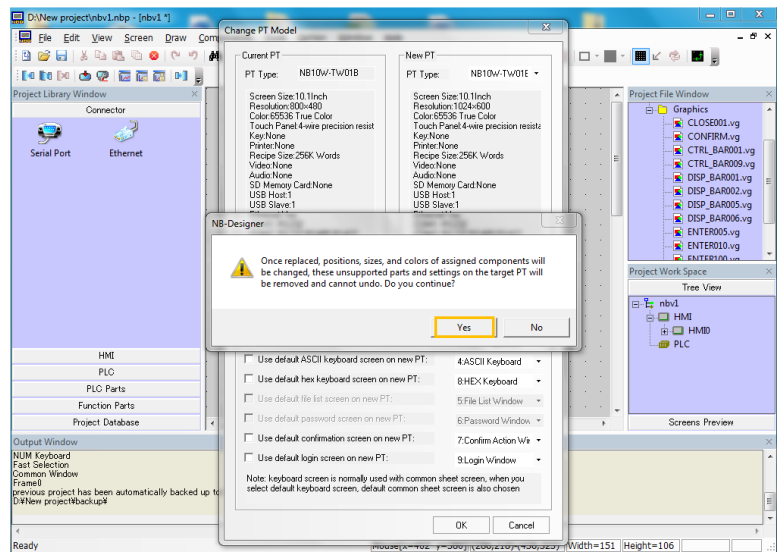 D:\New project\nbv1.nbp - [nbv1 *]
File Edit View Screen Draw
Change PT Model
Current PT
New PT
PT Type: NB10W-TW01B
PT Type: NB10W-TW01E
Screen Size:10.1Inch
Resolution:800×480
Color:65536 True Color
Touch Panel:4-wire precision resist
Key:None
Printer:None
Recipe Size:256K Words
Video:None
Audio:None
SD Memory Card:None
USB Host:1
USB Slave:1
Screen Size:10.1Inch
Resolution:1024×600
Color:65536 True Color
Touch Panel:4-wire precision resista
Key:None
Printer:None
Recipe Size:256K Words
Video:None
Audio:None
SD Memory Card:None
USB Host:1
USB Slave:1
Project Library Window
Connector
Serial Port
Ethernet
HMI
PLC
PLC Parts
Function Parts
Project Database
NB-Designer
Once replaced, positions, sizes, and colors of assigned components will
be changed, these unsupported parts and settings on the target PT will
be removed and cannot undo. Do you continue?
Yes
No
Use default ASCII keyboard screen on new PT: 4:ASCII Keyboard
Use default hex keyboard screen on new PT: 8:HEX Keyboard
Use default file list screen on new PT: 5:File List Window
Use default password screen on new PT: 6:Password Window
Use default confirmation screen on new PT: 7:Confirm Action Wir
Use default login screen on new PT: 9:Login Window
Note: keyboard screen is normally used with common sheet screen, when you
select default keyboard screen, default common sheet screen is also chosen
OK
Cancel
Project File Window
Graphics
CLOSE001.vg
CONFIRM.vg
CTRL_BAR001.vg
CTRL_BAR009.vg
DISP_BAR001.vg
DISP_BAR002.vg
DISP_BAR005.vg
DISP_BAR006.vg
ENTER005.vg
ENTER010.vg
ENTER100.vg
Project Work Space
Tree View
nbv1
HMI
HMI0
PLC
Screens Preview
Output Window
NUM Keyboard
Fast Selection
Common Window
Frame0
previous project has been automatically backed up to
D:¥New project¥backup¥
Ready
Width=151 Height=106